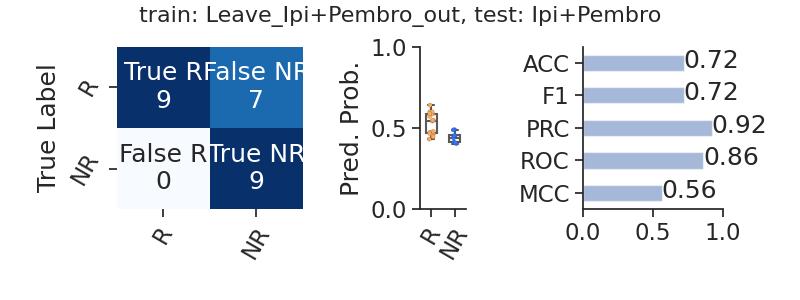 train: Leave_Ipi+Pembro_out, test: Ipi+Pembro
True Label
R
NR
True R
9
False NR
7
False R
0
True NR
9
R
NR
Pred. Prob.
1.0
0.5
0.0
R
NR
ACC
0.72
F1
0.72
PRC
0.92
ROC
0.86
MCC
0.56
0.0
0.5
1.0